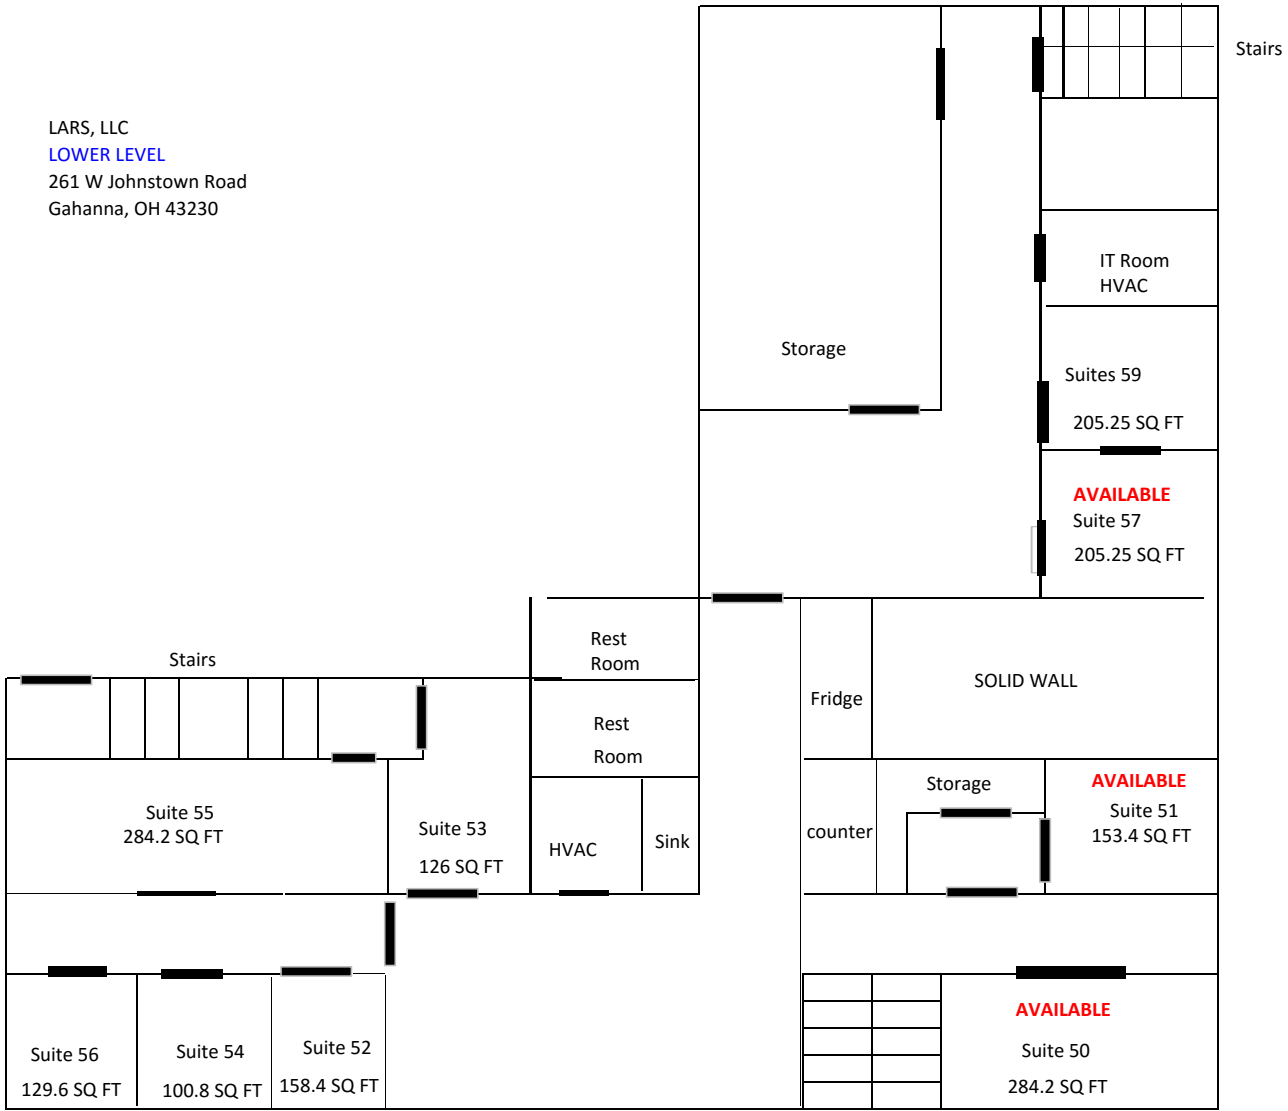 Stairs
LARS, LLC
LOWER LEVEL
261 W Johnstown Road
Gahanna, OH 43230
IT Room
HVAC
Storage
Suites 59
205.25 SQ FT
AVAILABLE
Suite 57
205.25 SQ FT
Rest
Room
Stairs
Fridge
SOLID WALL
Rest
Room
Suite 55
284.2 SQ FT
Suite 53
126 SQ FT
HVAC
Sink
counter
Storage
AVAILABLE
Suite 51
153.4 SQ FT
Suite 56
129.6 SQ FT
Suite 54
100.8 SQ FT
Suite 52
158.4 SQ FT
AVAILABLE
Suite 50
284.2 SQ FT